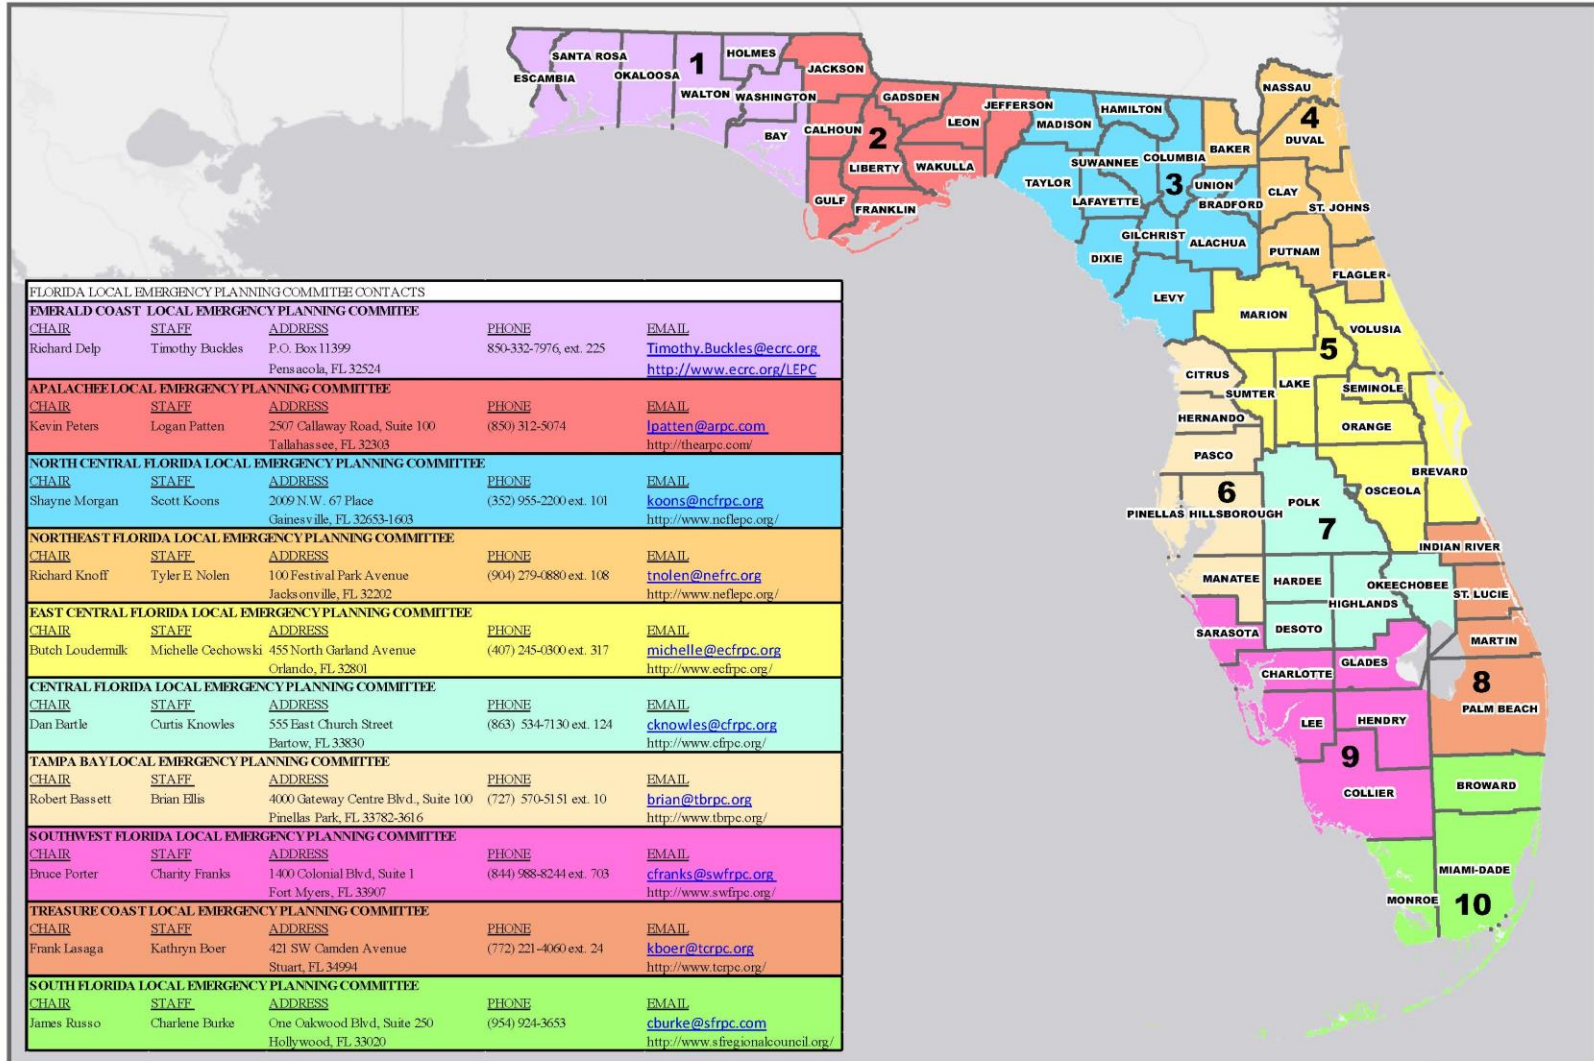 FLORIDA LOCAL EMERGENCY PLANNING COMMITEE CONTACTS
EMERALD COAST LOCAL EMERGENCY PLANNING COMMITEE
CHAIR STAFF ADDRESS PHONE EMAIL
Richard Delp Timothy Buckles P.O. Box 11399 850-332-7976, ext. 225 Timothy.Buckles@ecrc.org
Pensacola, FL 32524 http://www.ecrc.org/LEPC
APALACHEE LOCAL EMERGENCY PLANNING COMMITTEE
CHAIR STAFF ADDRESS PHONE EMAIL
Kevin Peters Logan Patten 2507 Callaway Road, Suite 100 (850) 312-5074 lpatten@arpc.com
Tallahassee, FL 32303 http://thearpc.com/
NORTH CENTRAL FLORIDA LOCAL EMERGENCY PLANNING COMMITTEE
CHAIR STAFF ADDRESS PHONE EMAIL
Shayne Morgan Scott Koons 2009 N.W. 67 Place (352) 955-2200 ext. 101 koons@ncfrpc.org
Gainesville, FL 32653-1603 http://www.ncflepc.org/
NORTHEAST FLORIDA LOCAL EMERGENCY PLANNING COMMITTEE
CHAIR STAFF ADDRESS PHONE EMAIL
Richard Knoff Tyler E. Nolen 100 Festival Park Avenue (904) 279-0880 ext. 108 tnolen@nefrc.org
Jacksonville, FL 32202 http://www.neflepc.org/
EAST CENTRAL FLORIDA LOCAL EMERGENCY PLANNING COMMITTEE
CHAIR STAFF ADDRESS PHONE EMAIL
Butch Loudermilk Michelle Cechowski 455 North Garland Avenue (407) 245-0300 ext. 317 michelle@ecfrpc.org
Orlando, FL 32801 http://www.ecfrpc.org/
CENTRAL FLORIDA LOCAL EMERGENCY PLANNING COMMITTEE
CHAIR STAFF ADDRESS PHONE EMAIL
Dan Bartle Curtis Knowles 555 East Church Street (863) 534-7130 ext. 124 cknowles@cfrpc.org
Bartow, FL 33830 http://www.cfrpc.org/
TAMPA BAY LOCAL EMERGENCY PLANNING COMMITTEE
CHAIR STAFF ADDRESS PHONE EMAIL
Robert Bassett Brian Ellis 4000 Gateway Centre Blvd., Suite 100 (727) 570-5151 ext. 10 brian@tbrpc.org
Pinellas Park, FL 33782-3616 http://www.tbrpc.org/
SOUTHWEST FLORIDA LOCAL EMERGENCY PLANNING COMMITTEE
CHAIR STAFF ADDRESS PHONE EMAIL
Bruce Porter Charity Franks 1400 Colonial Blvd, Suite 1 (844) 988-8244 ext. 703 cfranks@swfrpc.org
Fort Myers, FL 33907 http://www.swfrpc.org/
TREASURE COAST LOCAL EMERGENCY PLANNING COMMITTEE
CHAIR STAFF ADDRESS PHONE EMAIL
Frank Lasaga Kathryn Boer 421 SW Camden Avenue (772) 221-4060 ext. 24 kboer@tcrpc.org
Stuart, FL 34994 http://www.tcrpc.org/
SOUTH FLORIDA LOCAL EMERGENCY PLANNING COMMITTEE
CHAIR STAFF ADDRESS PHONE EMAIL
James Russo Charlene Burke One Oakwood Blvd, Suite 250 (954) 924-3653 cburke@sfrpc.com
Hollywood, FL 33020 http://www.sfregionalcouncil.org/
ESCAMBIA
SANTA ROSA
OKALOOSA
1
WALTON
HOLMES
WASHINGTON
BAY
JACKSON
CALHOUN
GADSDEN
2
LIBERTY
LEON
JEFFERSON
WAKULLA
GULF
FRANKLIN
MADISON
HAMILTON
TAYLOR
SUWANNEE
COLUMBIA
3
LAFAYETTE
UNION
BRADFORD
GILCHRIST
ALACHUA
DIXIE
LEVY
NASSAU
4
DUVAL
BAKER
CLAY
ST. JOHNS
PUTNAM
FLAGLER
MARION
VOLUSIA
5
LAKE
SUMTER
SEMINOLE
ORANGE
BREVARD
OSCEOLA
CITRUS
HERNANDO
PASCO
6
PINELLAS
HILLSBOROUGH
MANATEE
POLK
7
HARDEE
OKEECHOBEE
HIGHLANDS
DESOTO
INDIAN RIVER
ST. LUCIE
MARTIN
8
PALM BEACH
SARASOTA
CHARLOTTE
GLADES
LEE
HENDRY
9
COLLIER
BROWARD
MIAMI-DADE
MONROE
10